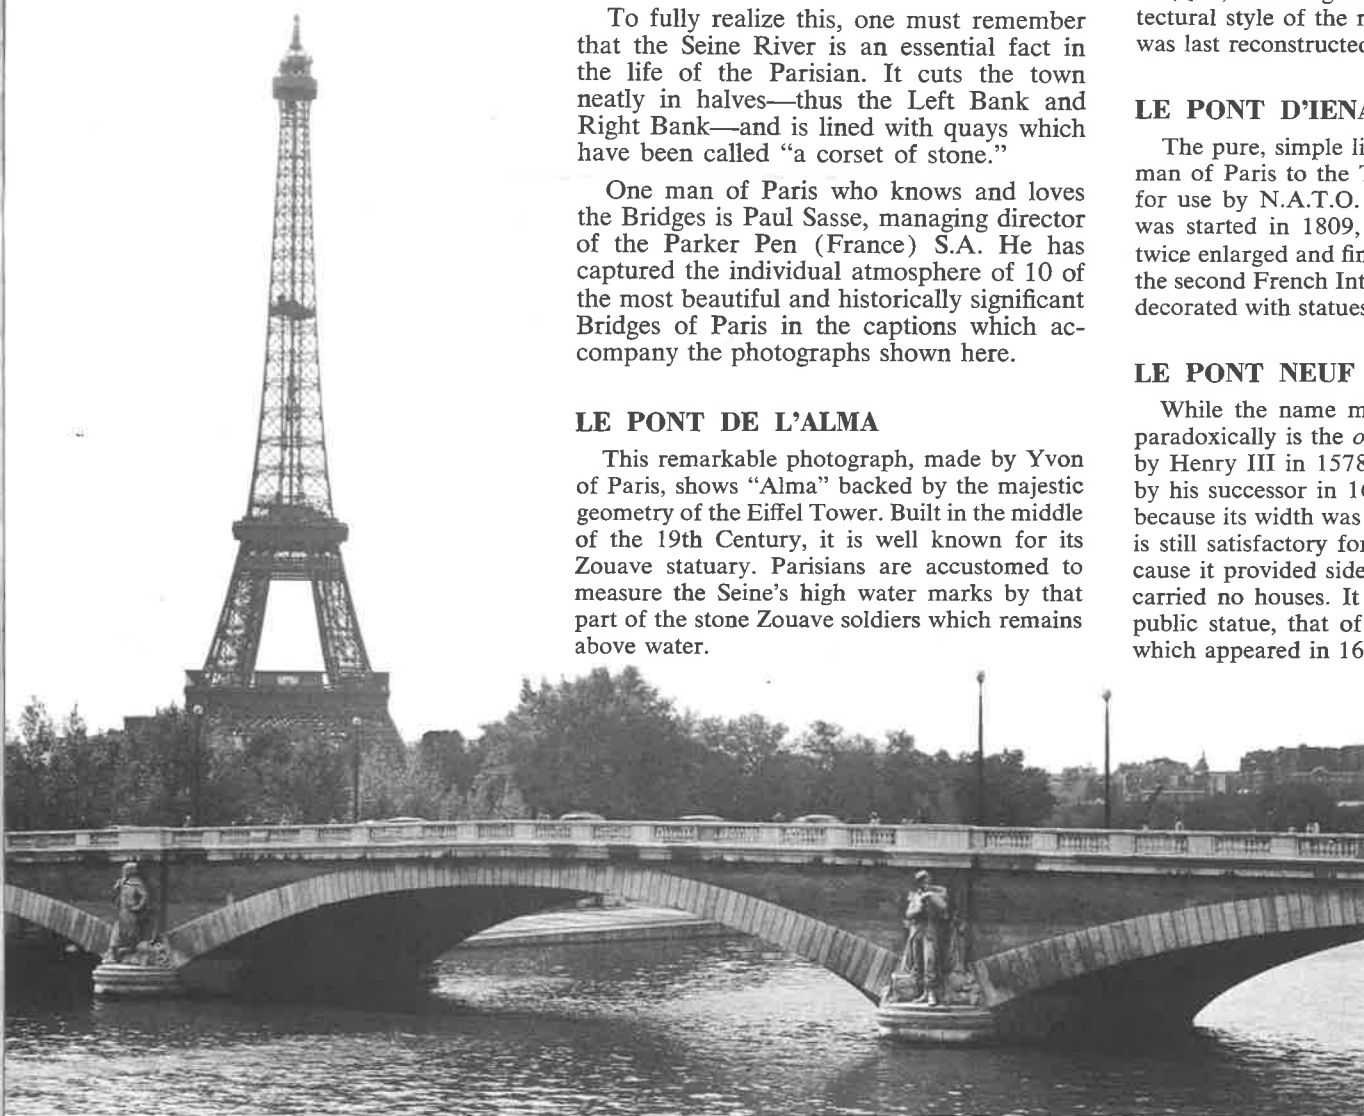 To fully realize this, one must remember
that the Seine River is an essential fact in
the life of the Parisian. It cuts the town
neatly in halves—thus the Left Bank and
Right Bank—and is lined with quays which
have been called “a corset of stone.”
One man of Paris who knows and loves
the Bridges is Paul Sasse, managing director
of the Parker Pen (France) S.A. He has
captured the individual atmosphere of 10 of
the most beautiful and historically significant
Bridges of Paris in the captions which ac-
company the photographs shown here.
LE PONT DE L'ALMA
This remarkable photograph, made by Yvon
of Paris, shows “Alma” backed by the majestic
geometry of the Eiffel Tower. Built in the middle
of the 19th Century, it is well known for its
Zouave statuary. Parisians are accustomed to
measure the Seine's high water marks by that
part of the stone Zouave soldiers which remains
above water.
tectural style of the
was last reconstructed
LE PONT D'IENA
The pure, simple
man of Paris to the
for use by N.A.T.O.
was started in 1809,
twice enlarged and
the second French
decorated with statues
LE PONT NEUF
While the name
paradoxically is the
by Henry III in 1578
by his successor in
because its width was
is still satisfactory
cause it provided
carried no houses. It
public statue, that of
which appeared in